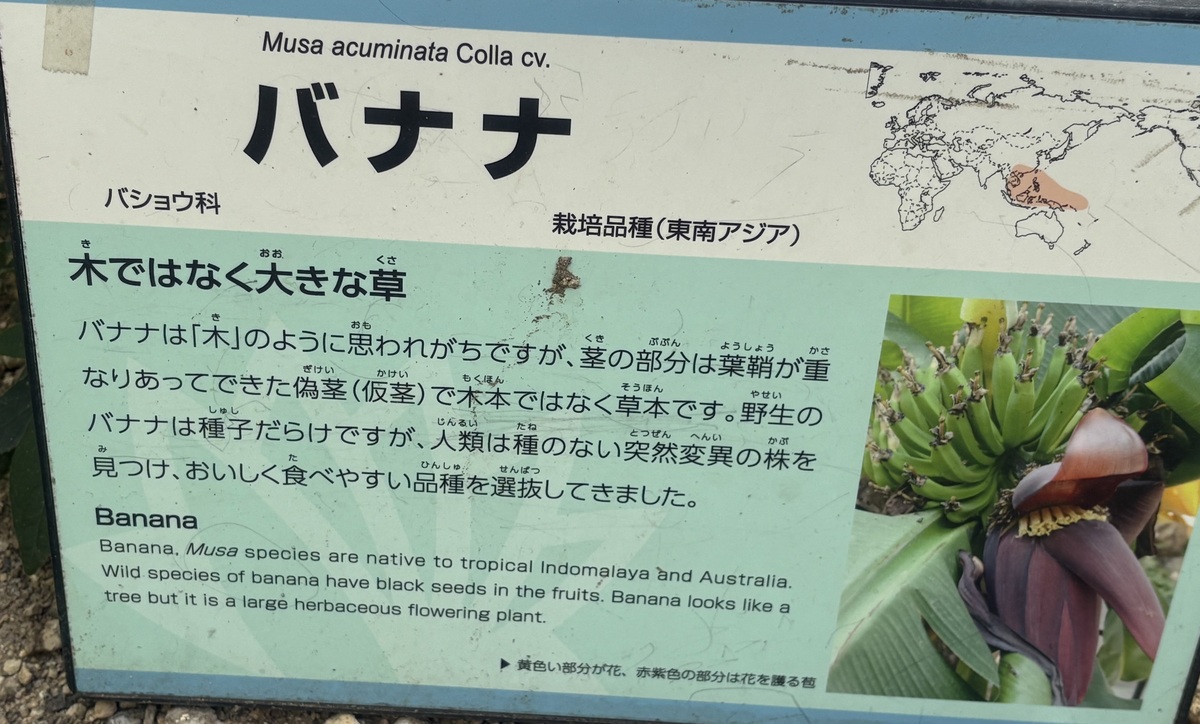 Musa acuminata Colla cv.
バナナ
バショウ科
栽培品種(東南アジア)
木ではなく大きな草
バナナは「木」のように思われがちですが、茎の部分は葉鞘が重
なりあってできた偽茎(仮茎)で木本ではなく草本です。野生の
バナナは種子だらけですが、人類は種のない突然変異の株を
見つけ、おいしく食べやすい品種を選抜してきました。
Banana
Banana, Musa species are native to tropical Indomalaya and Australia.
Wild species of banana have black seeds in the fruits. Banana looks like a
tree but it is a large herbaceous flowering plant.
▶ 黄色い部分が花、赤紫色の部分は花を護る苞